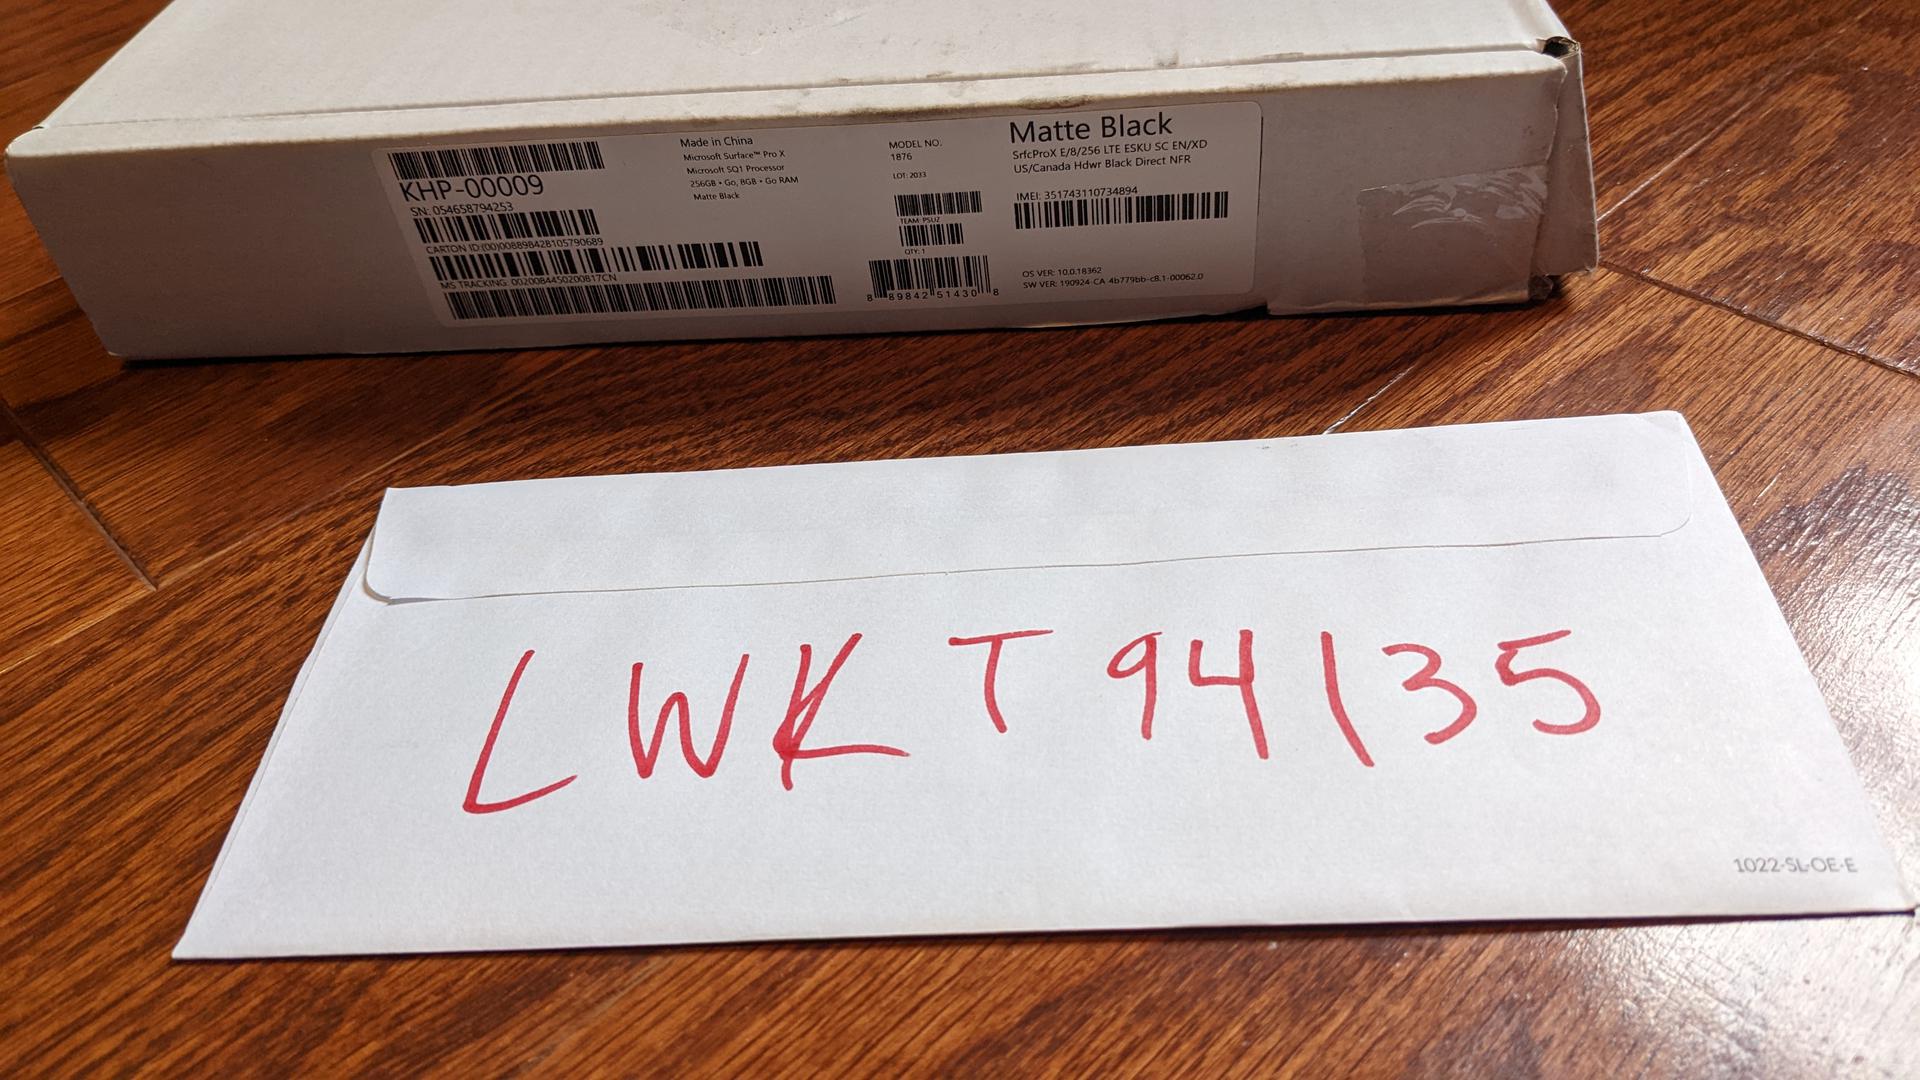 KHP-00009
SN: 054658794253
CARTON ID:(00)008898428105790689
MS TRACKING: 0020084450200817CN
Made in China
Microsoft Surface™ Pro X
Microsoft SQ1 Processor
256GB • Go, 8GB • Go RAM
Matte Black
MODEL NO.
1876
LOT: 2033
TEAM: PSUZ
QTY: 1
8 89842 51430 8
Matte Black
SrfcProX E/8/256 LTE ESKU SC EN/XD
US/Canada Hdwr Black Direct NFR
IMEI: 351743110734894
OS VER: 10.0.18362
SW VER: 190924-CA-4b779bb-c8.1-00062.0
LWKT94135
1022-SL-OE-E